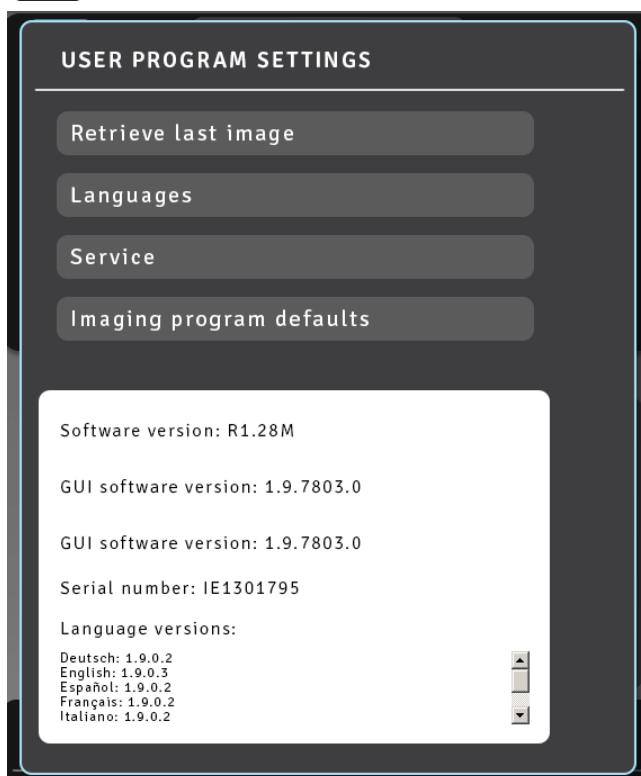 USER PROGRAM SETTINGS
Retrieve last image
Languages
Service
Imaging program defaults
Software version: R1.28M
GUI software version: 1.9.7803.0
GUI software version: 1.9.7803.0
Serial number: IE1301795
Language versions:
Deutsch: 1.9.0.2
English: 1.9.0.3
Español: 1.9.0.2
Français: 1.9.0.2
Italiano: 1.9.0.2